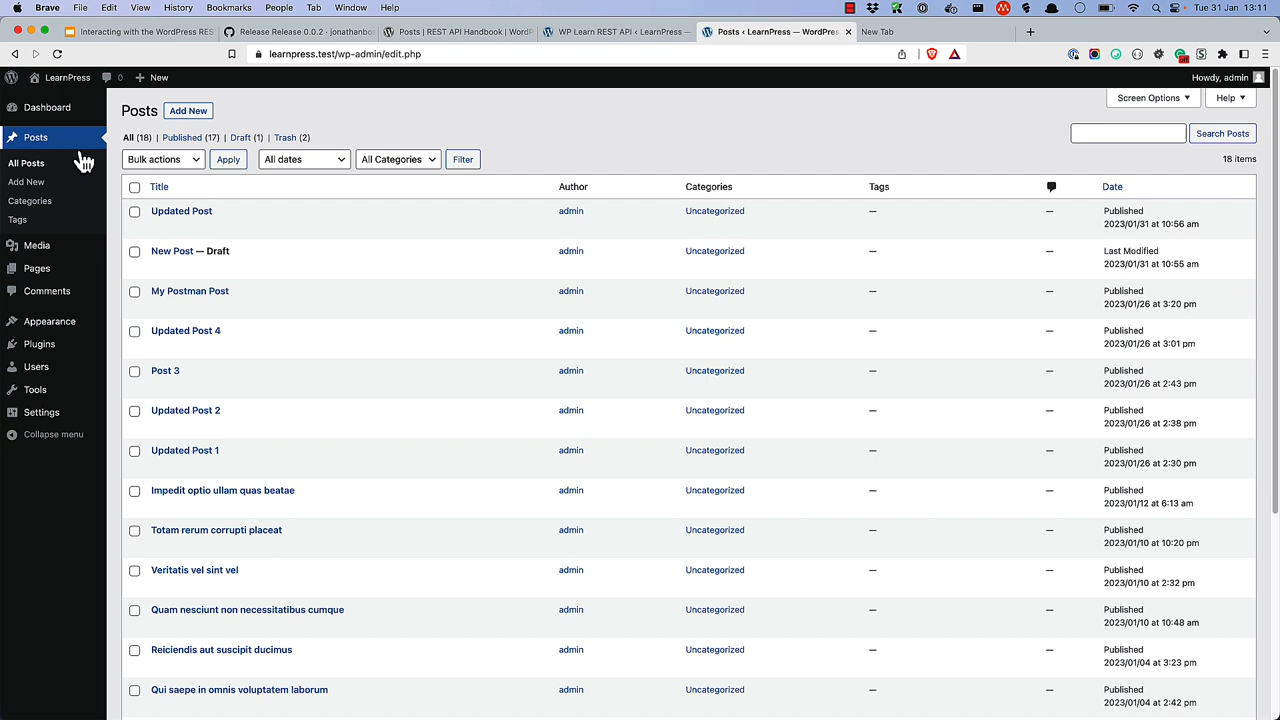 Brave File Edit View History Bookmarks People Tab Window Help Tue 31 Jan 13:11
Interacting with the WordPress RES Release Release 0.0.2 · jonathanbo Posts | REST API Handbook | WordP WP Learn REST API ‹ LearnPress — Posts ‹ LearnPress — WordPres New Tab
learnpress.test/wp-admin/edit.php
LearnPress 0 New Howdy, admin
Dashboard
Posts
All Posts
Add New
Categories
Tags
Media
Pages
Comments
Appearance
Plugins
Users
Tools
Settings
Collapse menu
Screen Options Help
Posts Add New
All (18) | Published (17) | Draft (1) | Trash (2)
Search Posts
Bulk actions Apply All dates All Categories Filter
18 items
Title Author Categories Tags Date
Updated Post admin Uncategorized — — Published
2023/01/31 at 10:56 am
New Post — Draft admin Uncategorized — — Last Modified
2023/01/31 at 10:55 am
My Postman Post admin Uncategorized — — Published
2023/01/26 at 3:20 pm
Updated Post 4 admin Uncategorized — — Published
2023/01/26 at 3:01 pm
Post 3 admin Uncategorized — — Published
2023/01/26 at 2:43 pm
Updated Post 2 admin Uncategorized — — Published
2023/01/26 at 2:38 pm
Updated Post 1 admin Uncategorized — — Published
2023/01/26 at 2:30 pm
Impedit optio ullam quas beatae admin Uncategorized — — Published
2023/01/12 at 6:13 am
Totam rerum corrupti placeat admin Uncategorized — — Published
2023/01/10 at 10:20 pm
Veritatis vel sint vel admin Uncategorized — — Published
2023/01/10 at 2:32 pm
Quam nesciunt non necessitatibus cumque admin Uncategorized — — Published
2023/01/10 at 10:48 am
Reiciendis aut suscipit ducimus admin Uncategorized — — Published
2023/01/04 at 3:23 pm
Qui saepe in omnis voluptatem laborum admin Uncategorized — — Published
2023/01/04 at 2:42 pm